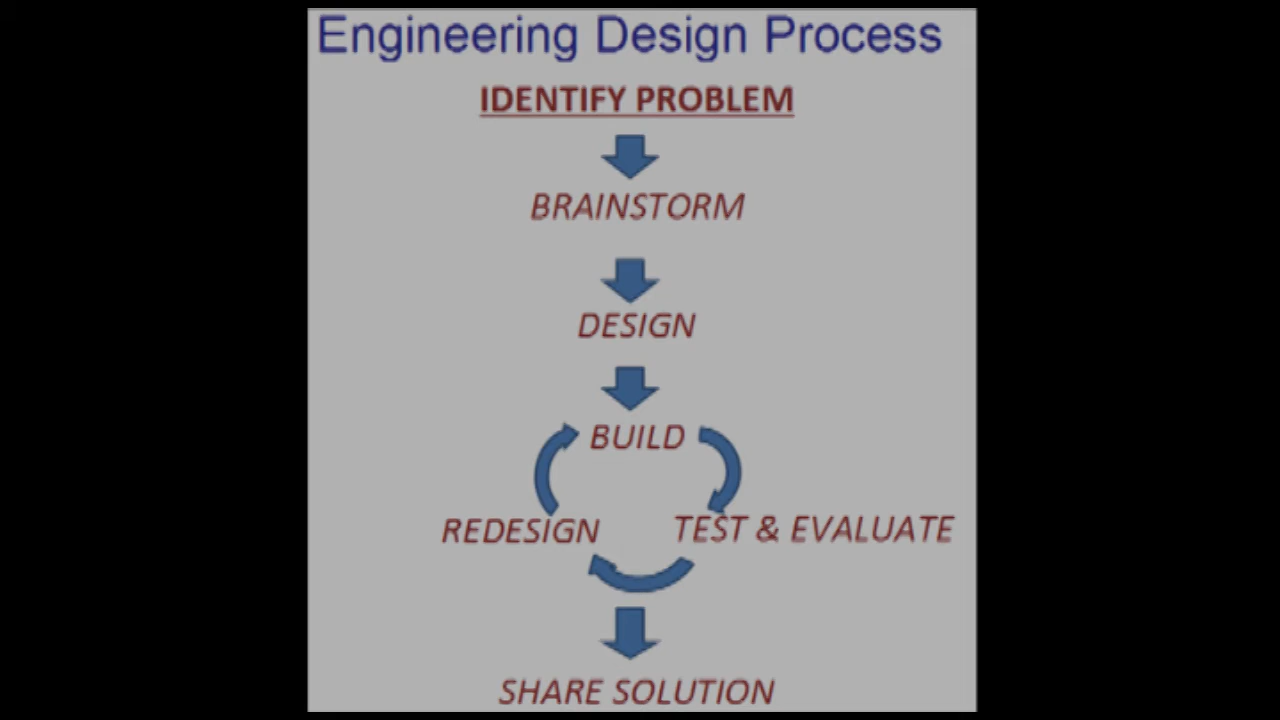 Engineering Design Process
IDENTIFY PROBLEM
BRAINSTORM
DESIGN
BUILD
REDESIGN TEST & EVALUATE
SHARE SOLUTION